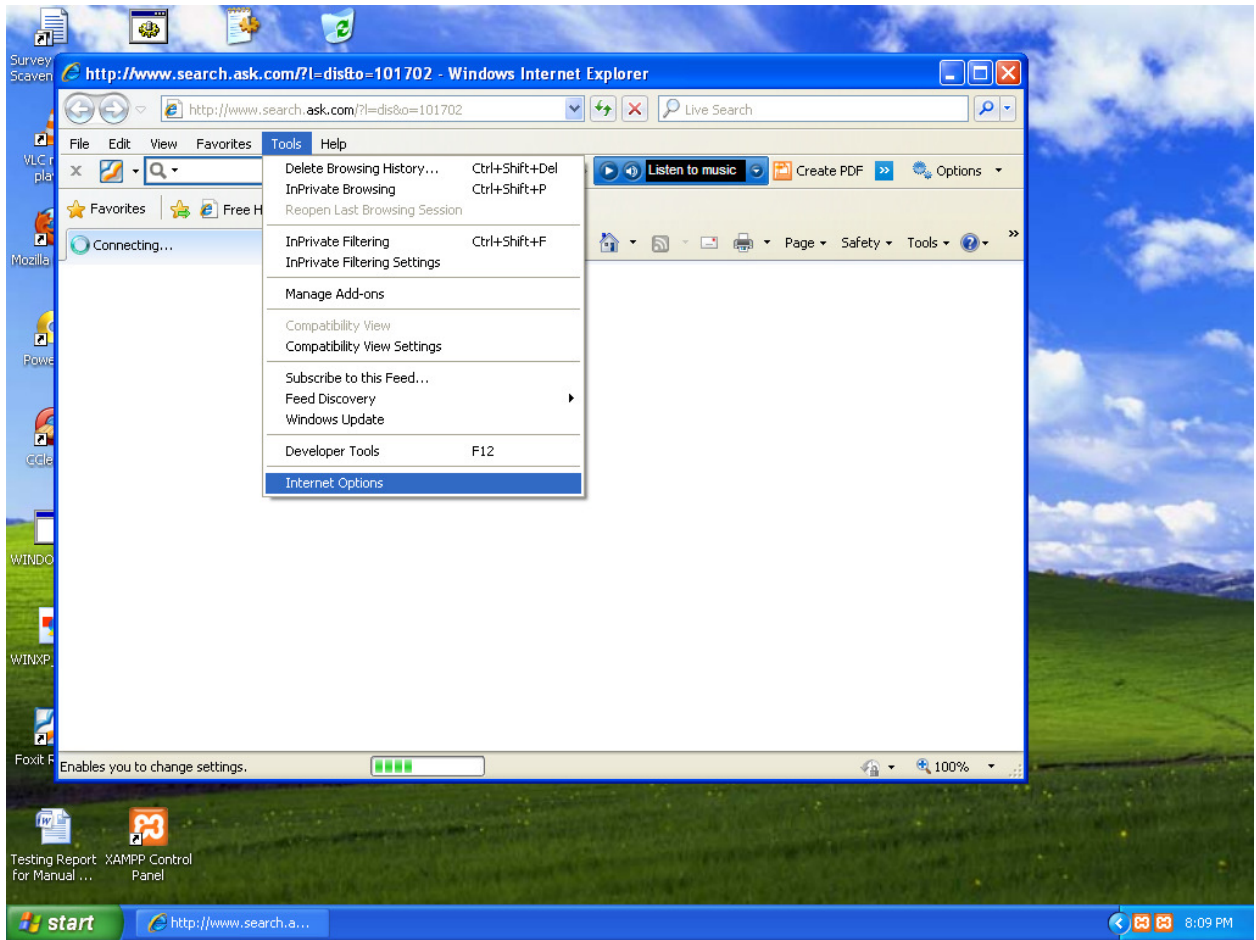 Survey
Scaven
http://www.search.ask.com/?l=dis&o=101702 - Windows Internet Explorer
http://www.search.ask.com/?l=dis&o=101702
Live Search
File Edit View Favorites Tools Help
Delete Browsing History... Ctrl+Shift+Del
InPrivate Browsing Ctrl+Shift+P
Reopen Last Browsing Session
InPrivate Filtering Ctrl+Shift+F
InPrivate Filtering Settings
Manage Add-ons
Compatibility View
Compatibility View Settings
Subscribe to this Feed...
Feed Discovery
Windows Update
Developer Tools F12
Internet Options
Listen to music
Create PDF
Options
Favorites
Free H
Connecting...
Page Safety Tools
VLC
pla
Mozilla
Powe
CCle
WINDO
WINXP_
Foxit R
Enables you to change settings.
100%
Testing Report
for Manual ...
XAMPP Control
Panel
start
http://www.sea​rch.a...
8:09 PM